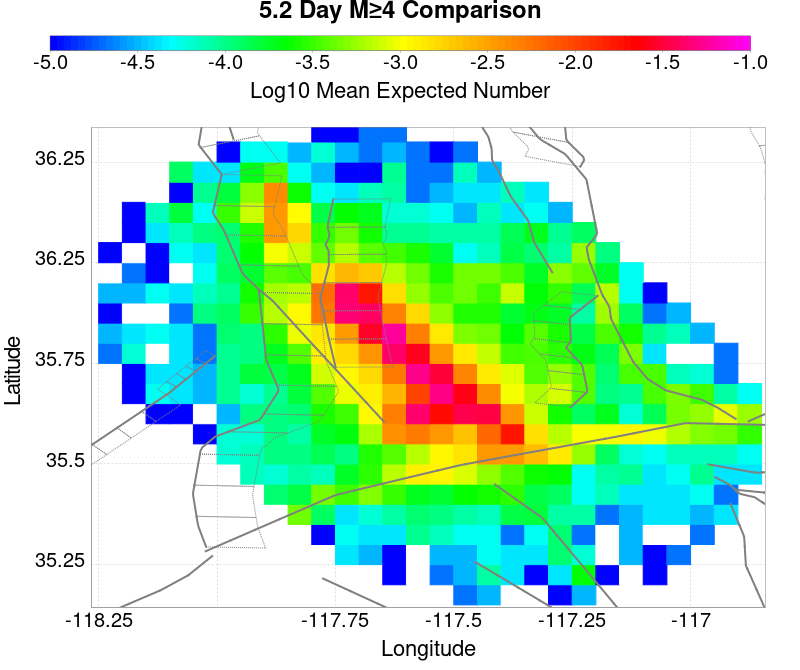 5.2 Day M≥4 Comparison
-5.0 -4.5 -4.0 -3.5 -3.0 -2.5 -2.0 -1.5 -1.0
Log10 Mean Expected Number
36.25
36.25
35.75
35.5
35.25
Latitude
-118.25 -117.75 -117.5 -117.25 -117
Longitude